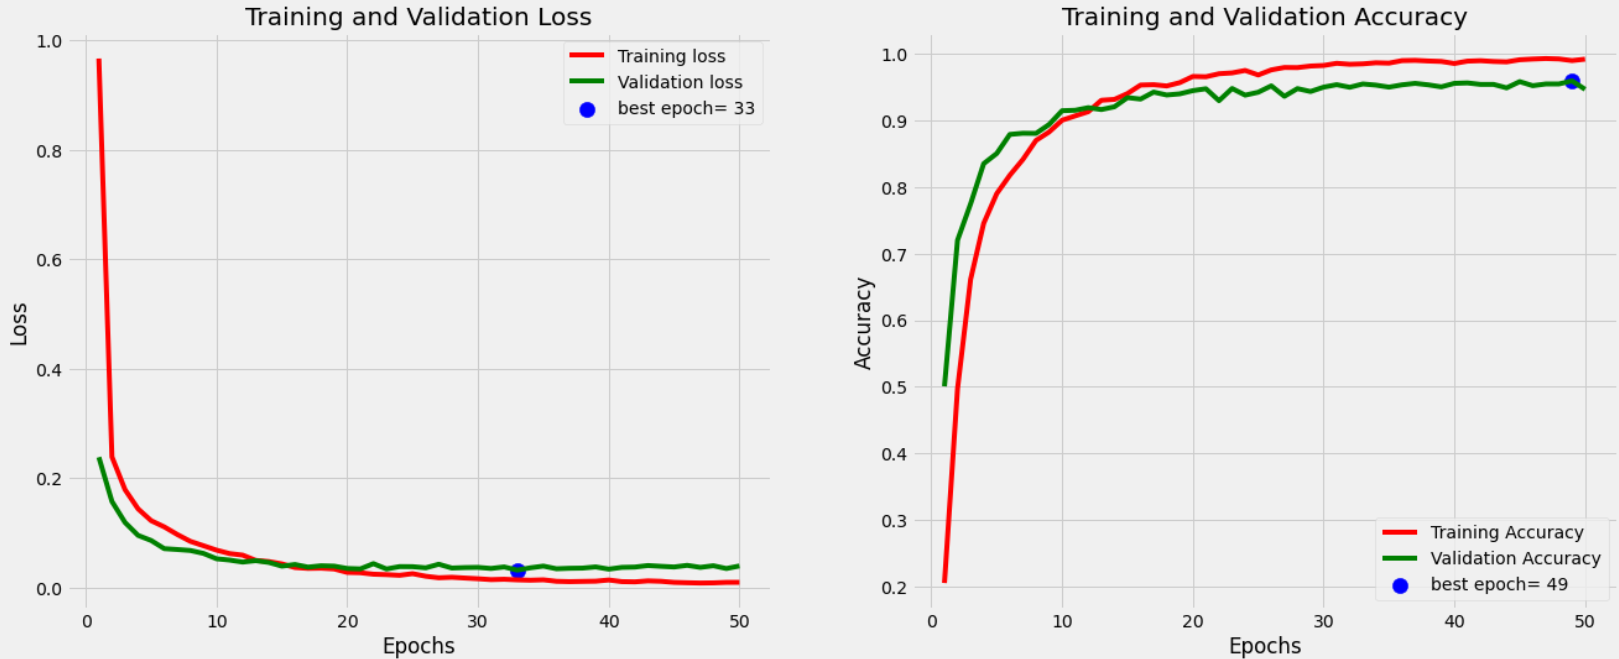 Training and Validation Loss
1.0
0.8
0.6
0.4
0.2
0.0
Loss
Training loss
Validation loss
best epoch= 33
0
10
20
30
40
50
Epochs
Training and Validation Accuracy
1.0
0.9
0.8
0.7
0.6
0.5
0.4
0.3
0.2
Accuracy
Training Accuracy
Validation Accuracy
best epoch= 49
0
10
20
30
40
50
Epochs